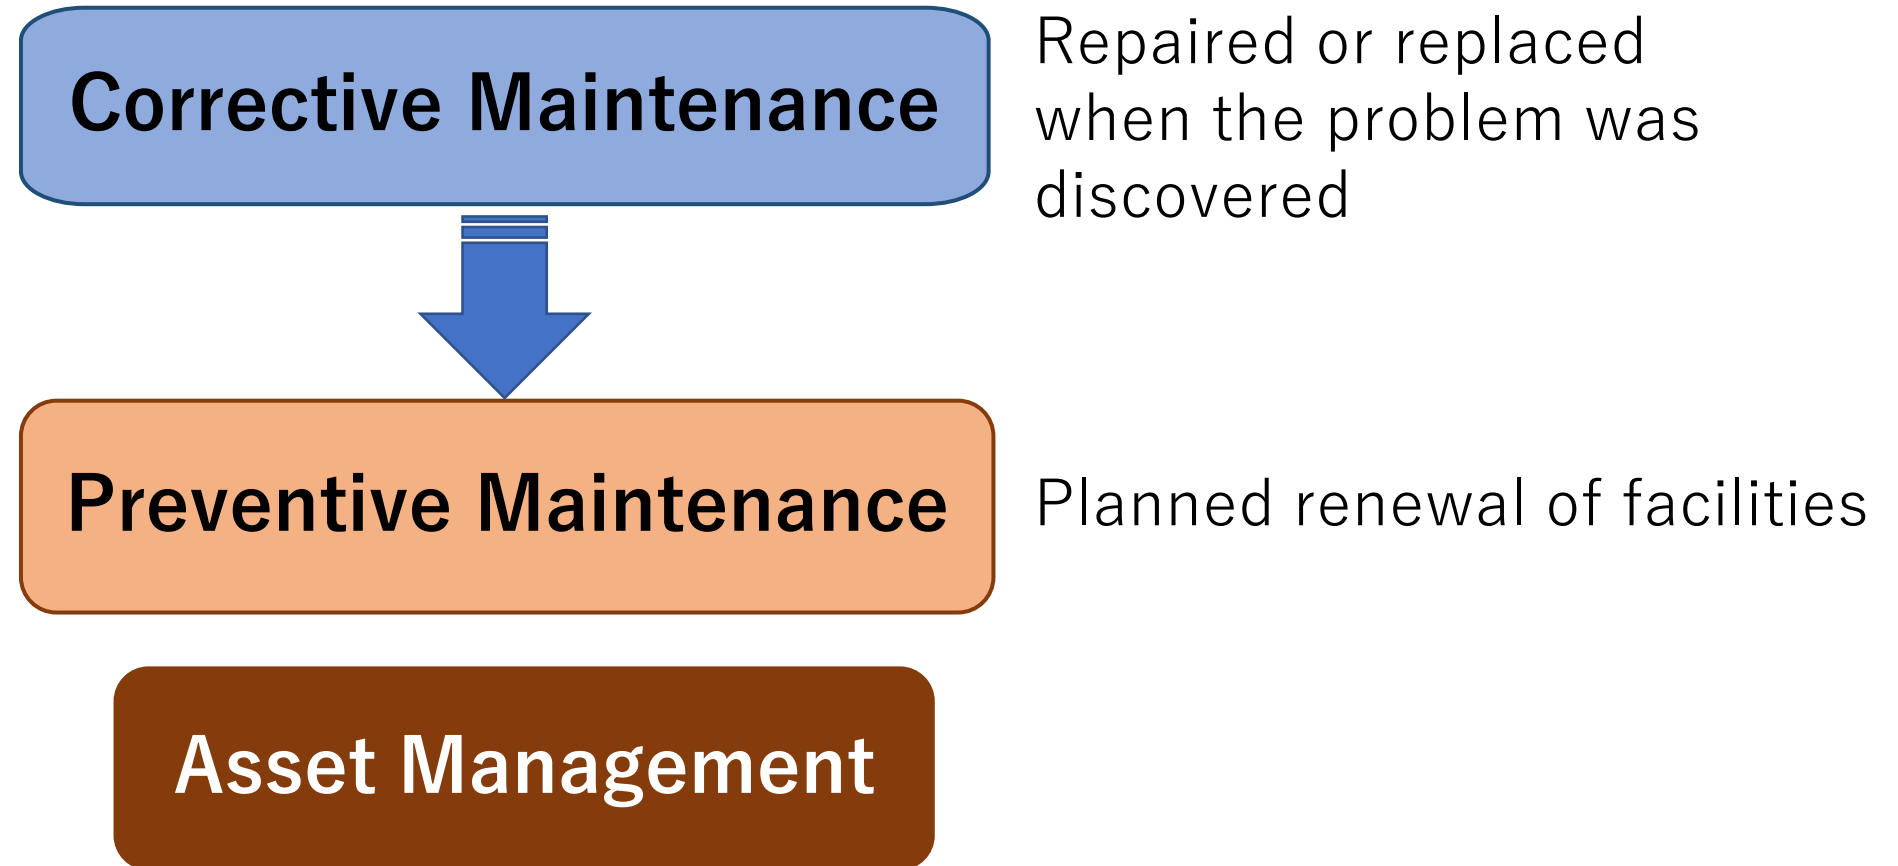 Corrective Maintenance
Repaired or replaced
when the problem was
discovered
Preventive Maintenance
Planned renewal of facilities
Asset Management